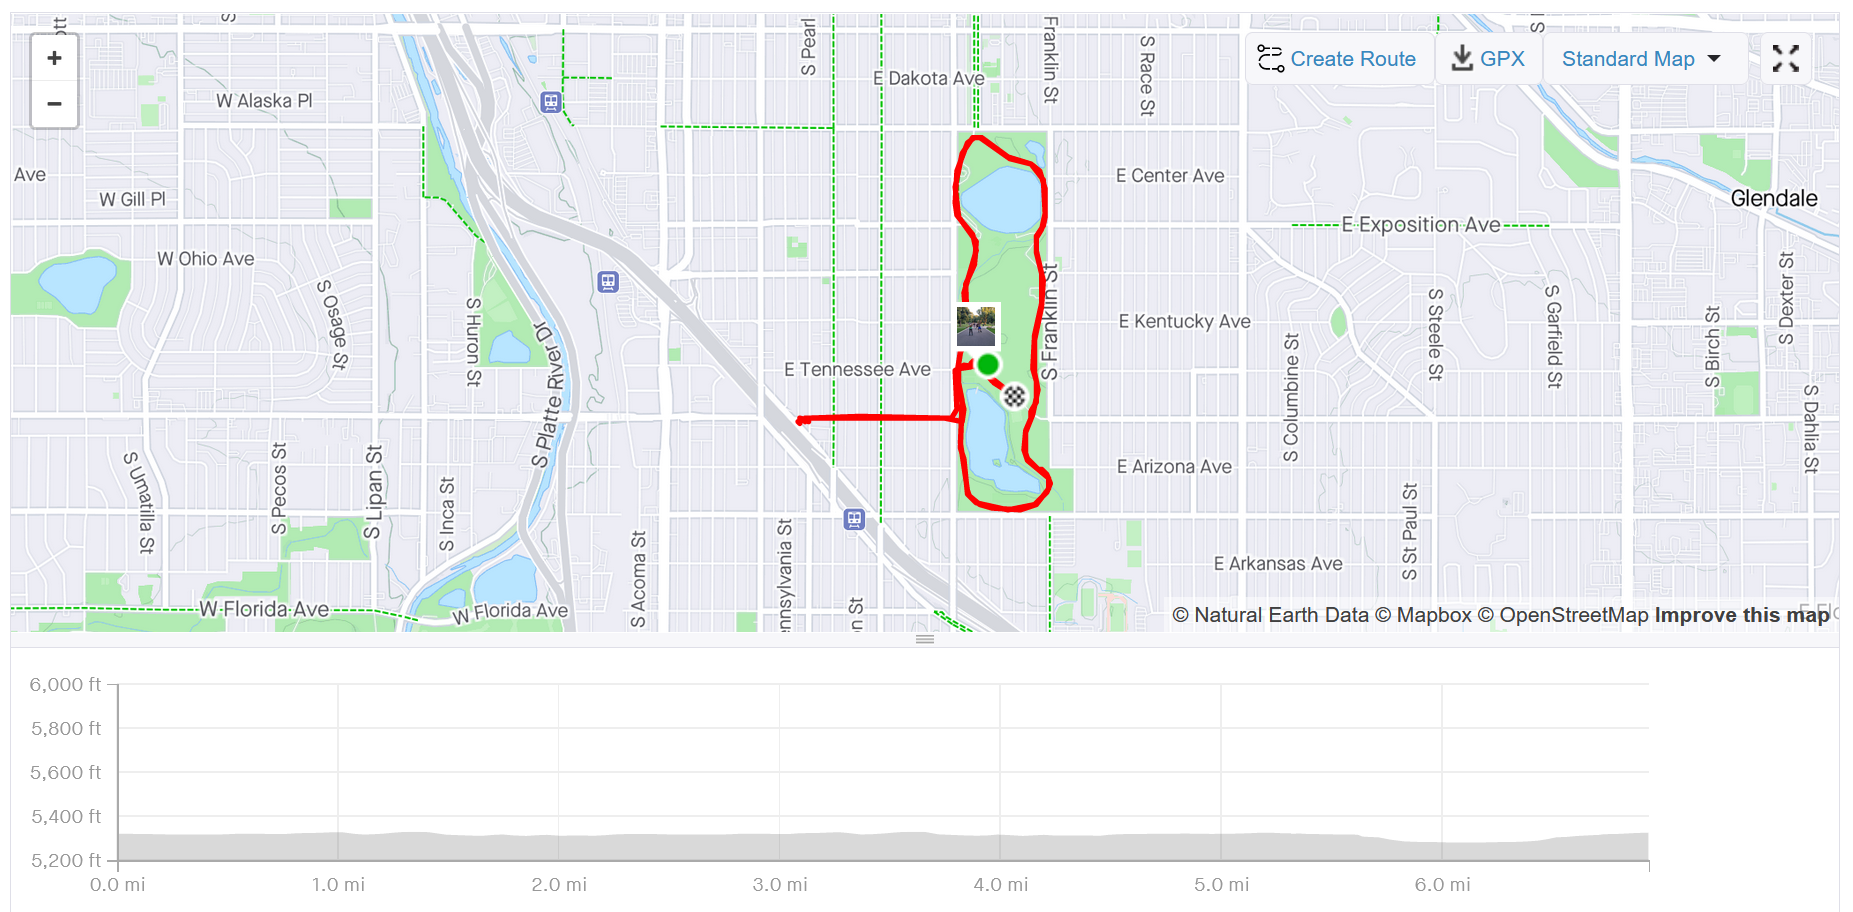 S Pearl
Franklin St
S Race St
E Dakota Ave
Create Route
GPX
Standard Map
+
−
W Alaska Pl
Ave
W Gill Pl
E Center Ave
Glendale
E Exposition Ave
W Ohio Ave
S Osage St
S Huron St
S Platte River Dr
S Franklin St
E Kentucky Ave
S Columbine St
S Steele St
S Garfield St
S Birch St
S Dexter St
E Tennessee Ave
S Dahlia St
S Umatilla St
S Pecos St
S Lipan St
S Inca St
E Arizona Ave
S St Paul St
S Acoma St
nnsylvania St
on St
E Arkansas Ave
W Florida Ave
W Florida Ave
© Natural Earth Data © Mapbox © OpenStreetMap Improve this map
6,000 ft
5,800 ft
5,600 ft
5,400 ft
5,200 ft
0.0 mi
1.0 mi
2.0 mi
3.0 mi
4.0 mi
5.0 mi
6.0 mi